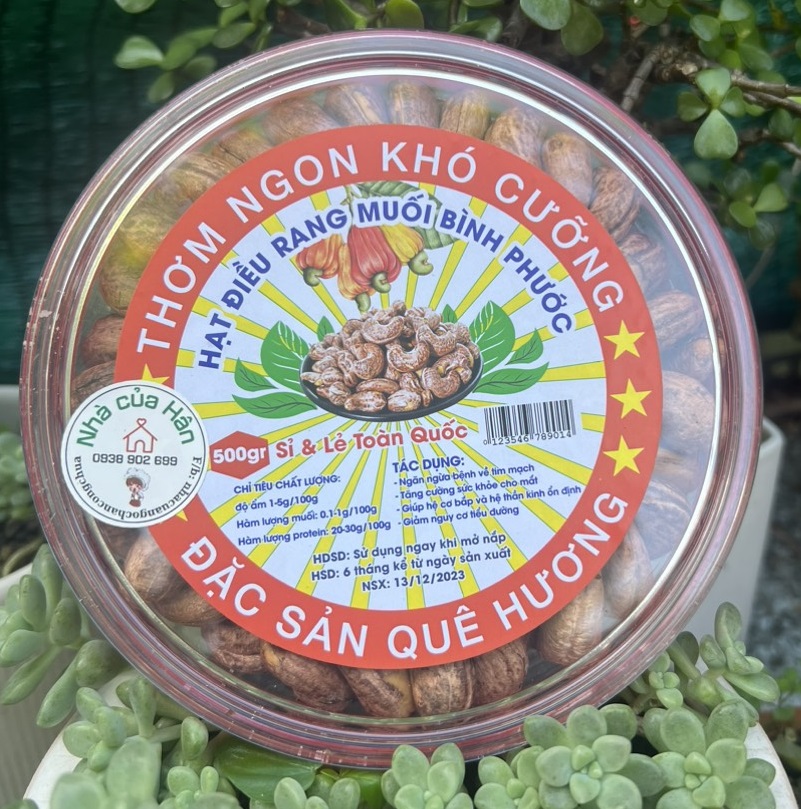 THƠM NGON KHÓ CƯỠNG
HẠT ĐIỀU RANG MUỐI BÌNH PHƯỚC
500gr
Sỉ & Lẻ Toàn Quốc
0 123546 789014
CHỈ TIÊU CHẤT LƯỢNG:
độ ẩm 1-5g/100g
Hàm lượng muối: 0.1-1g/100g
Hàm lượng protein: 20-30g/100g
TÁC DỤNG:
- Ngăn ngừa bệnh về tim mạch
- Tăng cường sức khỏe cho mắt
- Giúp hệ cơ bắp và hệ thần kinh ổn định
- Giảm nguy cơ tiểu đường
HDSD: Sử dụng ngay khi mở nắp
HSD: 6 tháng kể từ ngày sản xuất
NSX: 13/12/2023
ĐẶC SẢN QUÊ HƯƠNG
Nhà của Hân
0938 902 699
F/b: nhacuangochancongchua